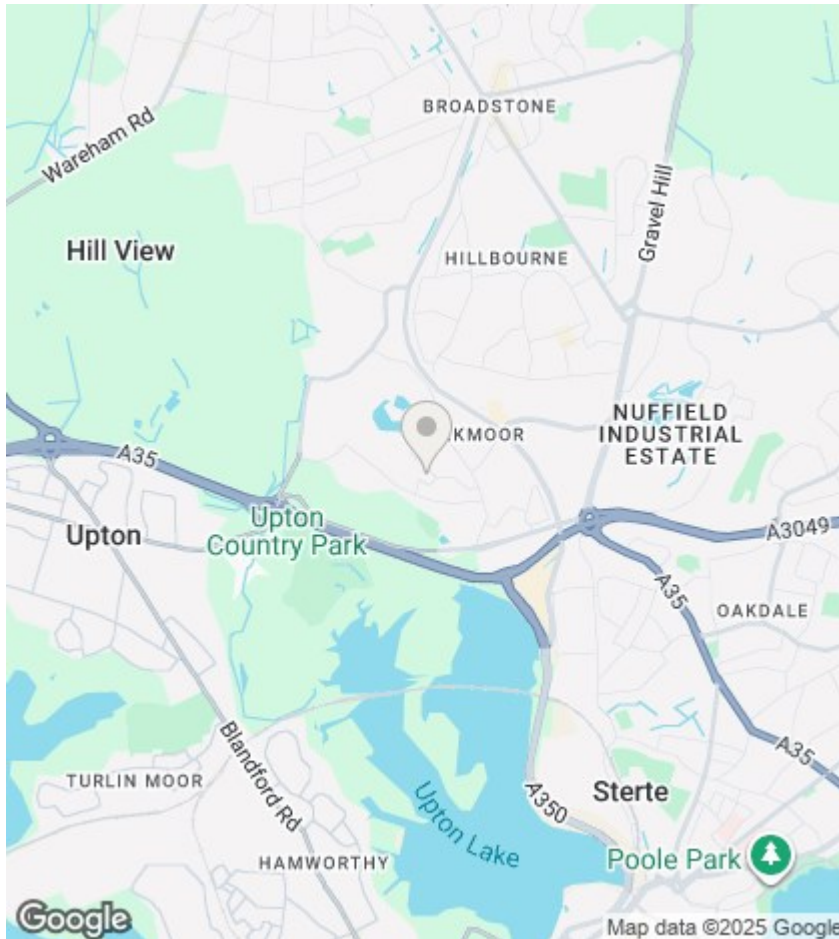 BROADSTONE
Wareham Rd
Gravel Hill
Hill View
HILLBOURNE
KMOOR
NUFFIELD
INDUSTRIAL
ESTATE
A35
Upton
Upton
Country Park
A3049
A35
OAKDALE
Blandford Rd
TURLIN MOOR
A35
A350
Sterte
Upton Lake
HAMWORTHY
Poole Park
Google
Map data ©2025 Google